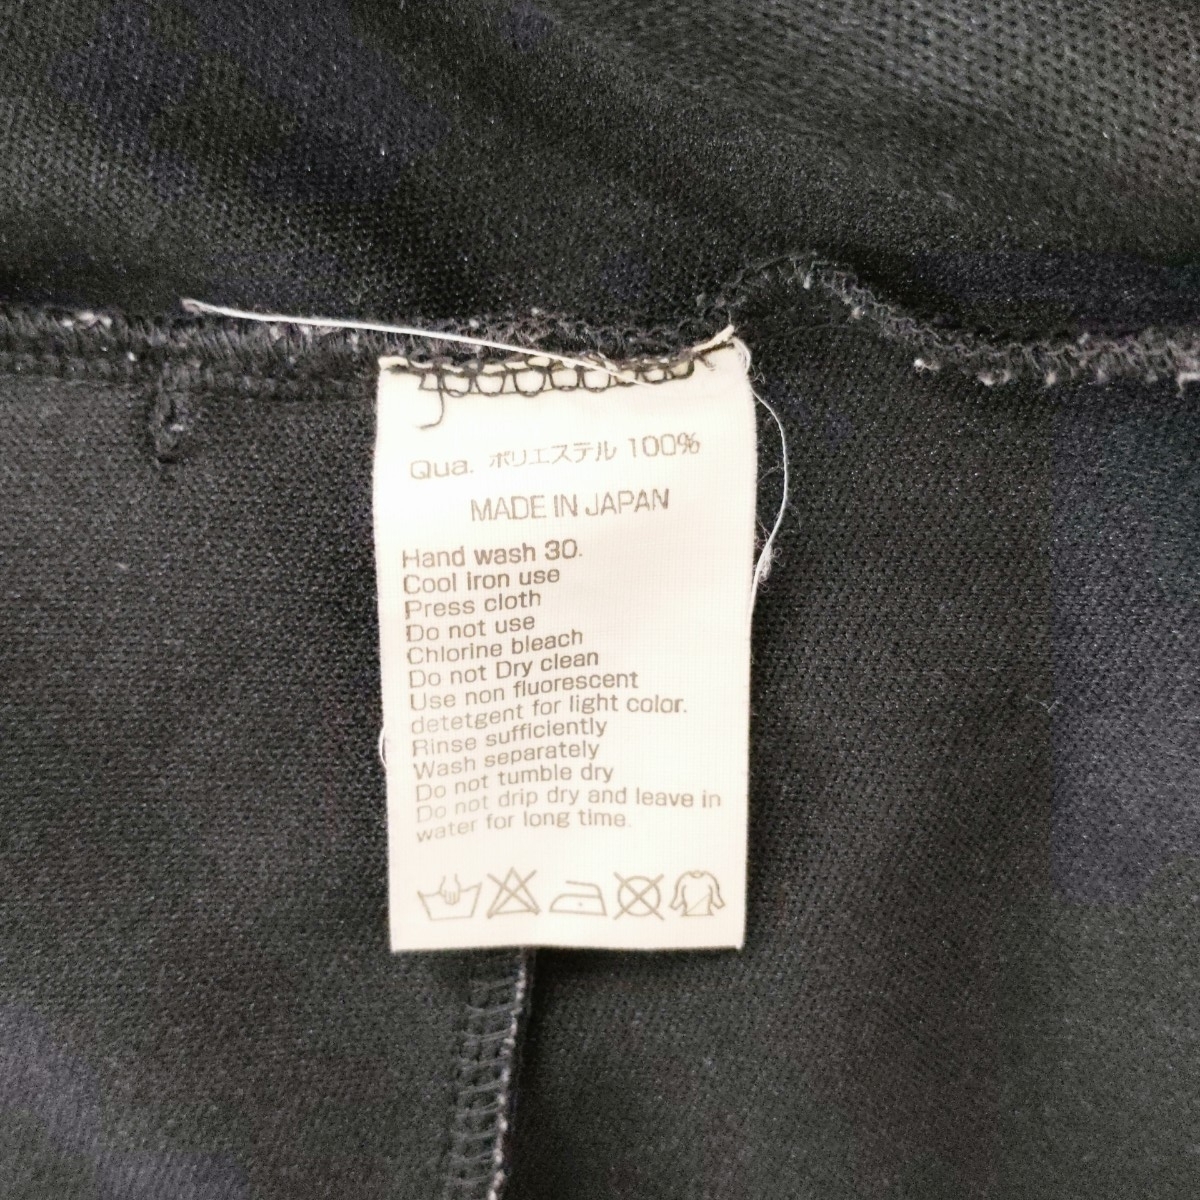 Qua. ポリエステル 100%
MADE IN JAPAN
Hand wash 30.
Cool iron use
Press cloth
Do not use
Chlorine bleach
Do not Dry clean
Use non fluorescent
detetgent for light color.
Rinse sufficiently
Wash separately
Do not tumble dry
Do not drip dry and leave in
water for long time.